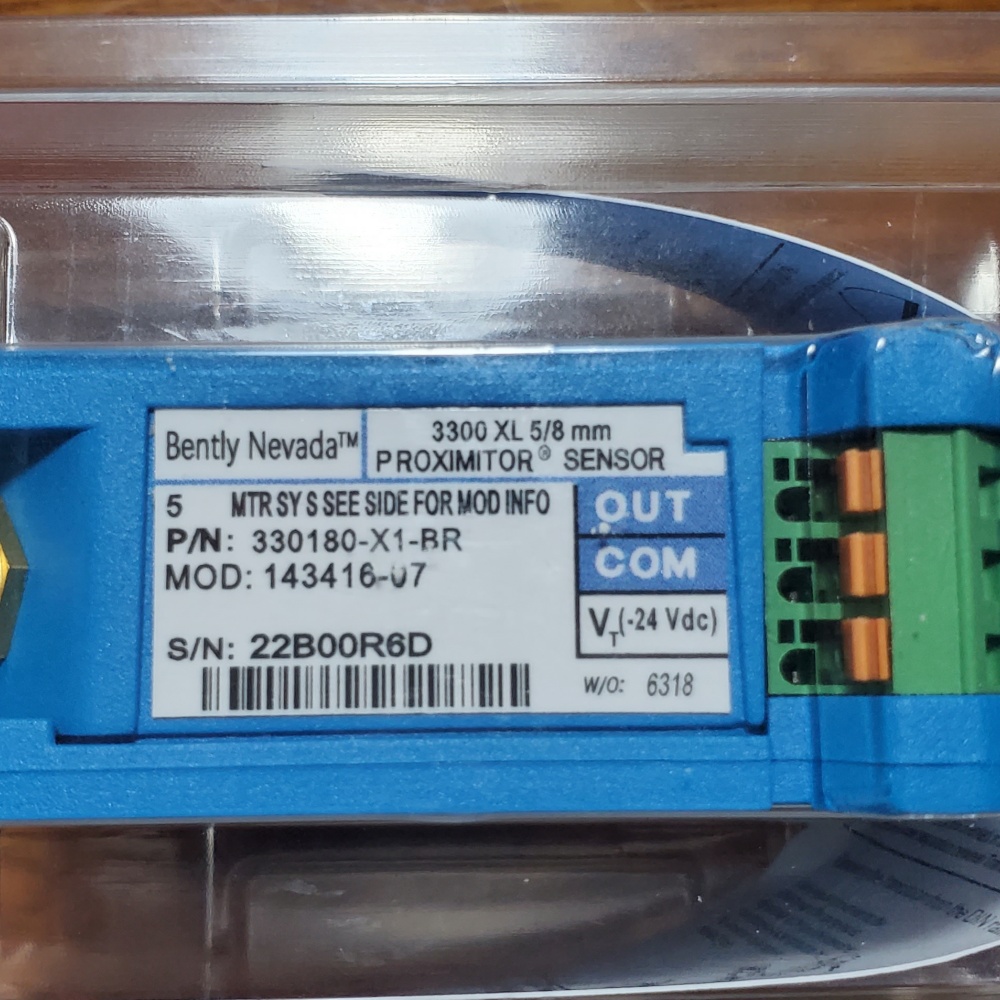 Bently Nevada™
3300 XL 5/8 mm
PROXIMITOR® SENSOR
5 MTR SYS SEE SIDE FOR MOD INFO
P/N: 330180-X1-BR
MOD: 143416-07
S/N: 22B00R6D
OUT
COM
VT(-24 Vdc)
W/O: 6318